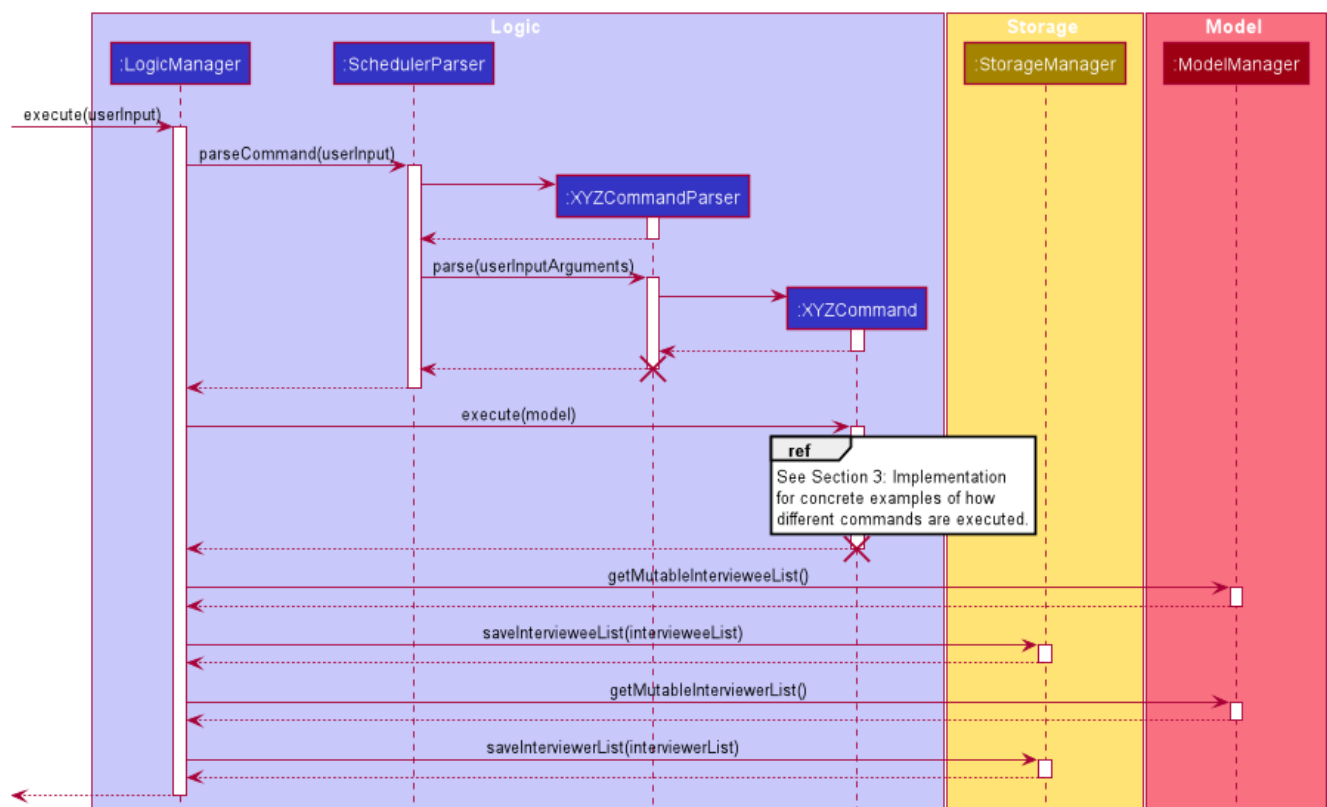 Logic
Storage
Model
:LogicManager
:SchedulerParser
:StorageManager
:ModelManager
execute(userInput)
parseCommand(userInput)
:XYZCommandParser
parse(userInputArguments)
:XYZCommand
execute(model)
ref
See Section 3: Implementation
for concrete examples of how
different commands are executed.
getMutableIntervieweeList()
saveIntervieweeList(intervieweeList)
getMutableInterviewerList()
saveInterviewerList(interviewerList)